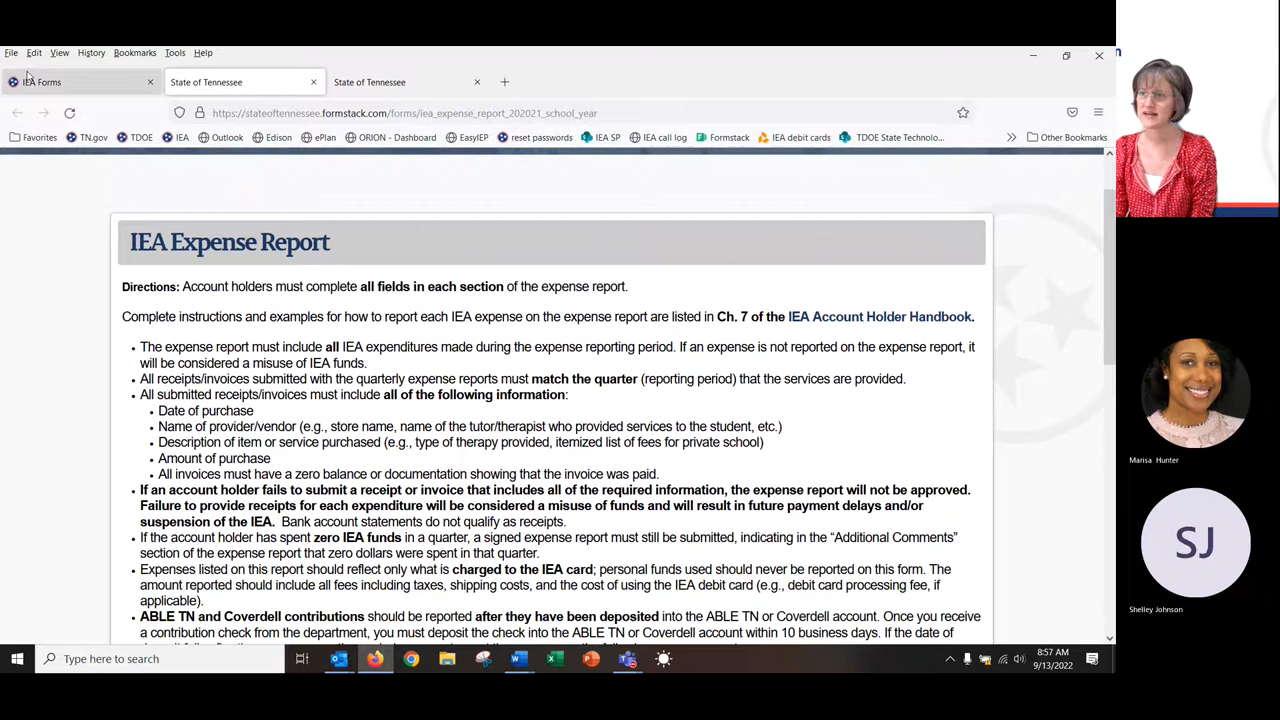 File Edit View History Bookmarks Tools Help
IEA Forms State of Tennessee State of Tennessee
https://stateoftennessee.formstack.com/forms/iea_expense_report_202021_school_year
Favorites TN.gov TDOE IEA Outlook Edison ePlan ORION - Dashboard EasyIEP reset passwords IEA SP IEA call log Formstack IEA debit cards TDOE State Technolo... Other Bookmarks
IEA Expense Report
Directions: Account holders must complete all fields in each section of the expense report.
Complete instructions and examples for how to report each IEA expense on the expense report are listed in Ch. 7 of the IEA Account Holder Handbook.
• The expense report must include all IEA expenditures made during the expense reporting period. If an expense is not reported on the expense report, it
will be considered a misuse of IEA funds.
• All receipts/invoices submitted with the quarterly expense reports must match the quarter (reporting period) that the services are provided.
• All submitted receipts/invoices must include all of the following information:
• Date of purchase
• Name of provider/vendor (e.g., store name, name of the tutor/therapist who provided services to the student, etc.)
• Description of item or service purchased (e.g., type of therapy provided, itemized list of fees for private school)
• Amount of purchase
• All invoices must have a zero balance or documentation showing that the invoice was paid.
• If an account holder fails to submit a receipt or invoice that includes all of the required information, the expense report will not be approved.
Failure to provide receipts for each expenditure will be considered a misuse of funds and will result in future payment delays and/or
suspension of the IEA. Bank account statements do not qualify as receipts.
• If the account holder has spent zero IEA funds in a quarter, a signed expense report must still be submitted, indicating in the “Additional Comments”
section of the expense report that zero dollars were spent in that quarter.
• Expenses listed on this report should reflect only what is charged to the IEA card; personal funds used should never be reported on this form. The
amount reported should include all fees including taxes, shipping costs, and the cost of using the IEA debit card (e.g., debit card processing fee, if
applicable).
• ABLE TN and Coverdell contributions should be reported after they have been deposited into the ABLE TN or Coverdell account. Once you receive
a contribution check from the department, you must deposit the check into the ABLE TN or Coverdell account within 10 business days. If the date of
Type here to search
8:57 AM
9/13/2022
Marisa Hunter
SJ
Shelley Johnson